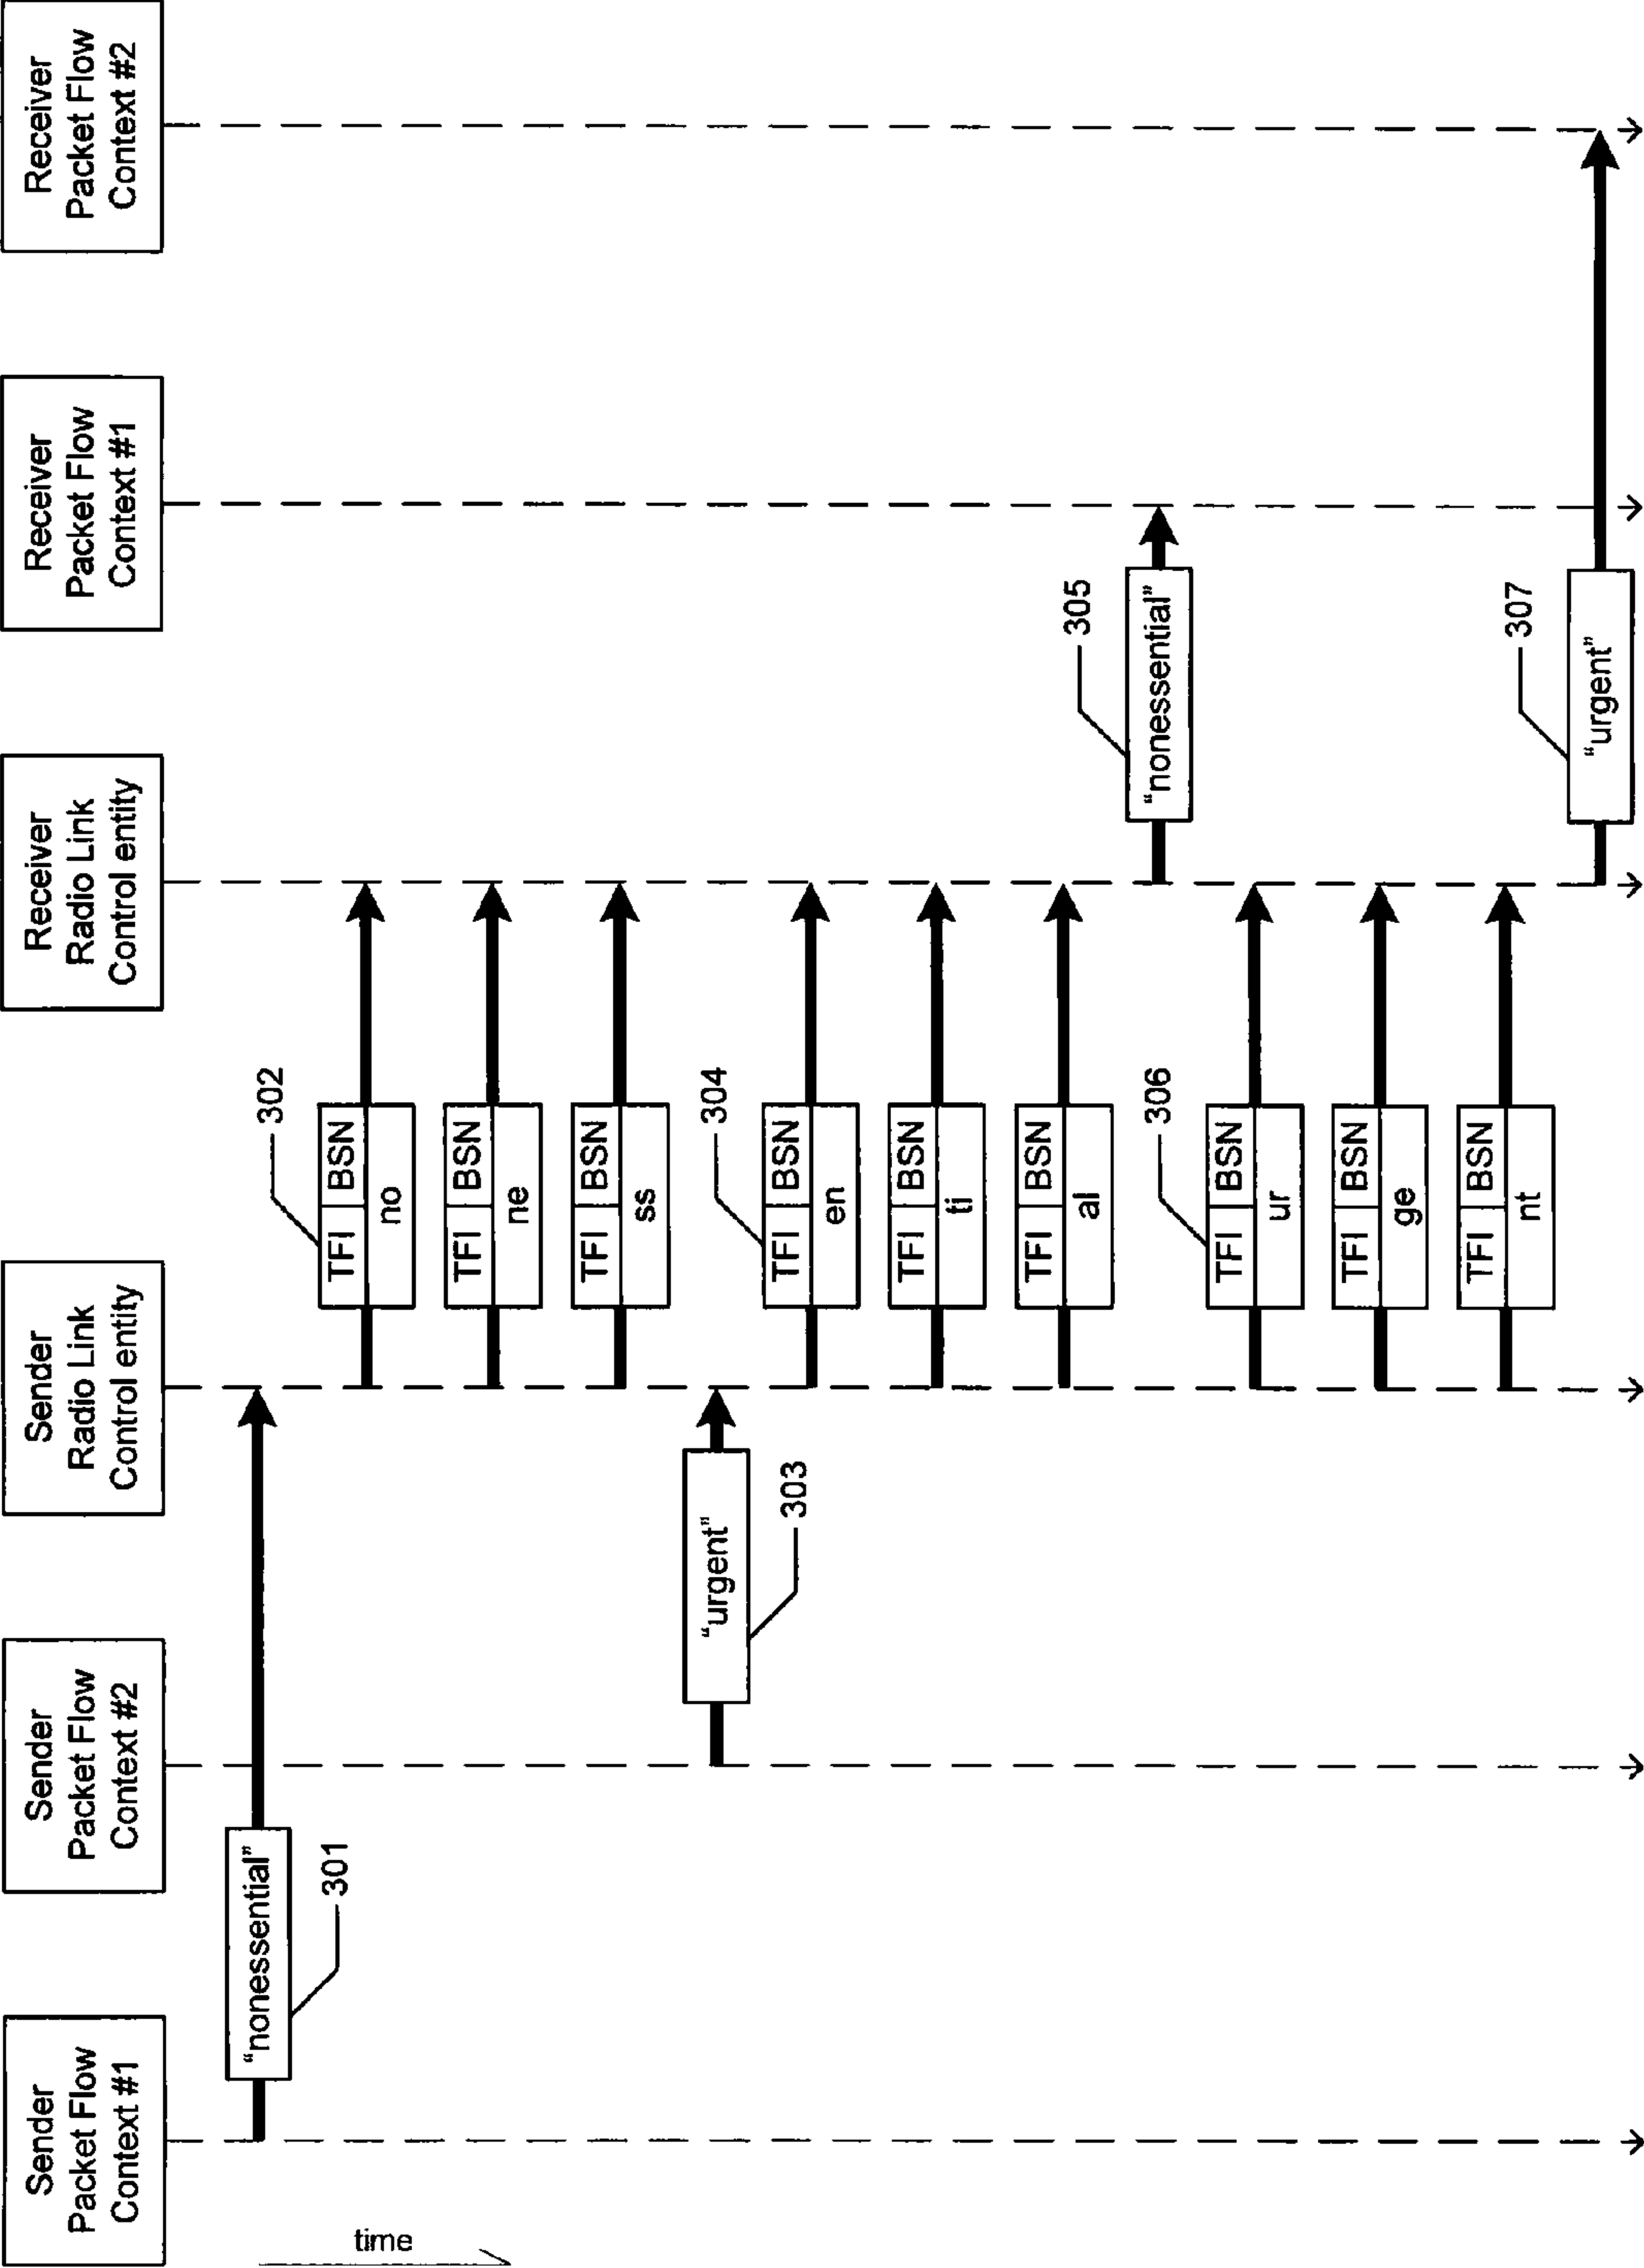 Sender
Packet Flow
Context #1
Sender
Packet Flow
Context #2
Sender
Radio Link
Control entity
Receiver
Radio Link
Control entity
Receiver
Packet Flow
Context #1
Receiver
Packet Flow
Context #2
time
“nonessential”
301
302
TFI BSN
no
TFI BSN
ne
TFI BSN
ss
“urgent”
303
304
TFI BSN
en
TFI BSN
ti
TFI BSN
al
305
“nonessential”
306
TFI BSN
ur
TFI BSN
ge
TFI BSN
nt
307
“urgent”